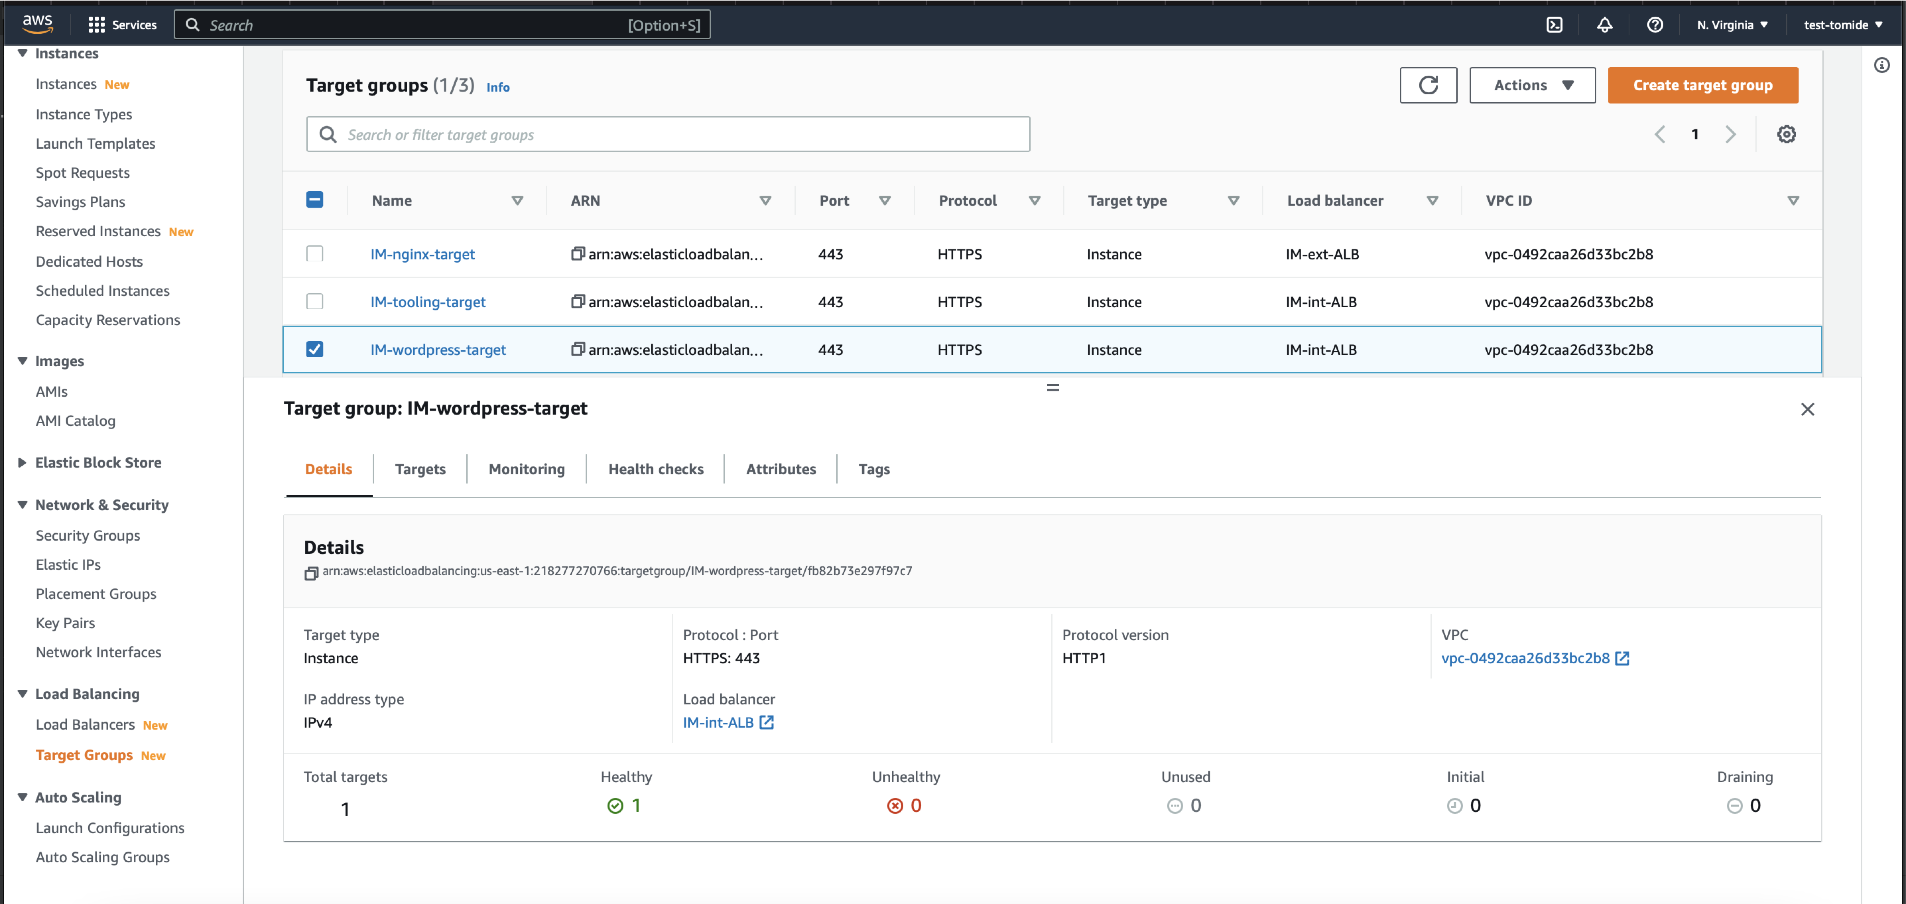 aws Services Search [Option+S] N. Virginia test-tomide
Instances
Instances New
Instance Types
Launch Templates
Spot Requests
Savings Plans
Reserved Instances New
Dedicated Hosts
Scheduled Instances
Capacity Reservations
Images
AMIs
AMI Catalog
Elastic Block Store
Network & Security
Security Groups
Elastic IPs
Placement Groups
Key Pairs
Network Interfaces
Load Balancing
Load Balancers New
Target Groups New
Auto Scaling
Launch Configurations
Auto Scaling Groups
Target groups (1/3) Info Actions Create target group
Search or filter target groups 1
Name ARN Port Protocol Target type Load balancer VPC ID
IM-nginx-target arn:aws:elasticloadbalan... 443 HTTPS Instance IM-ext-ALB vpc-0492caa26d33bc2b8
IM-tooling-target arn:aws:elasticloadbalan... 443 HTTPS Instance IM-int-ALB vpc-0492caa26d33bc2b8
IM-wordpress-target arn:aws:elasticloadbalan... 443 HTTPS Instance IM-int-ALB vpc-0492caa26d33bc2b8
Target group: IM-wordpress-target
Details Targets Monitoring Health checks Attributes Tags
Details
arn:aws:elasticloadbalancing:us-east-1:218277270766:targetgroup/IM-wordpress-target/fb82b73e297f97c7
Target type Protocol : Port Protocol version VPC
Instance HTTPS: 443 HTTP1 vpc-0492caa26d33bc2b8
IP address type Load balancer
IPv4 IM-int-ALB
Total targets Healthy Unhealthy Unused Initial Draining
1 1 0 0 0 0